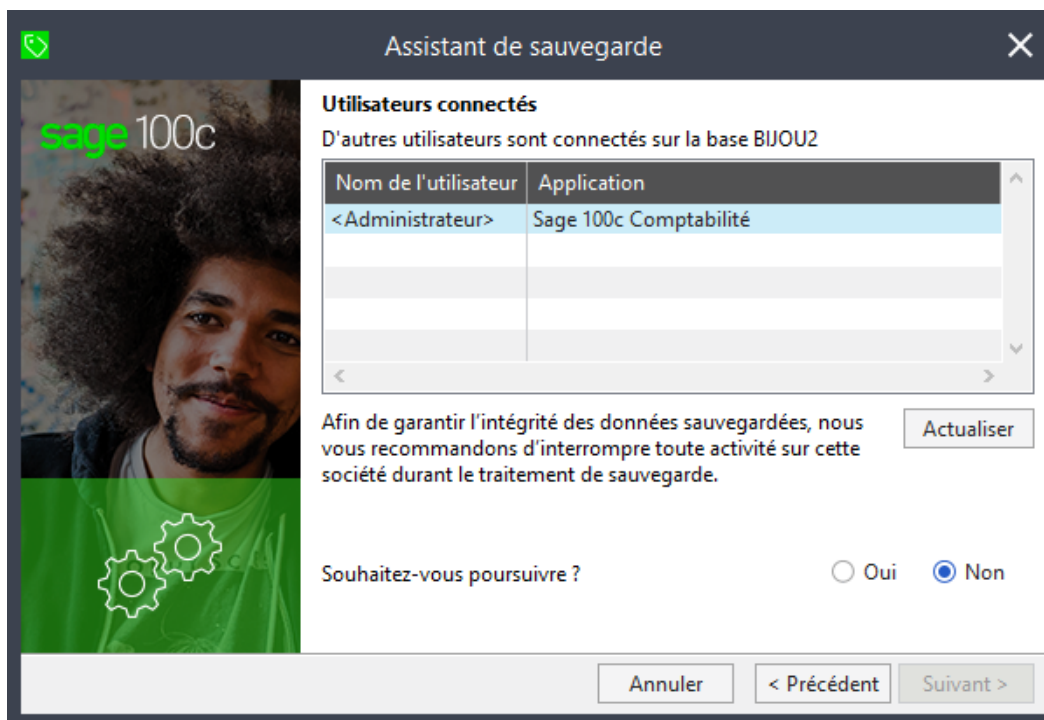 Assistant de sauvegarde
sage 100c
Utilisateurs connectés
D'autres utilisateurs sont connectés sur la base BIJOU2
Nom de l'utilisateur Application
<Administrateur> Sage 100c Comptabilité
Afin de garantir l'intégrité des données sauvegardées, nous
vous recommandons d'interrompre toute activité sur cette
société durant le traitement de sauvegarde.
Actualiser
Souhaitez-vous poursuivre ? Oui Non
Annuler < Précédent Suivant >